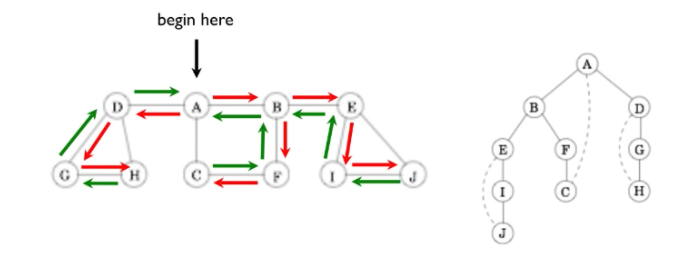 begin here
A
D A B E
B D
E F G
G H C F I J
I C H
J